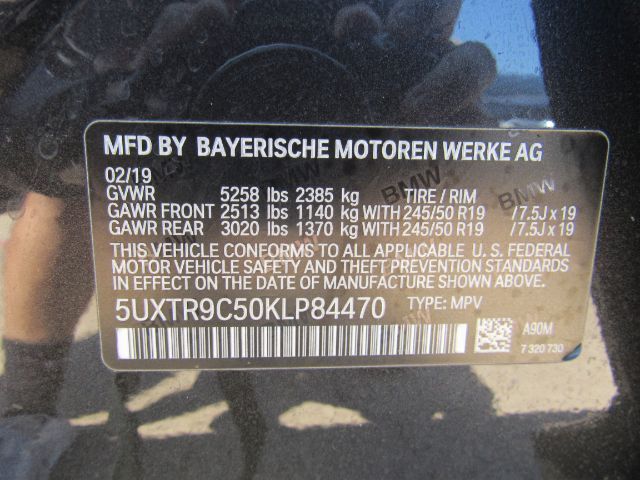 MFD BY BAYERISCHE MOTOREN WERKE AG
02/19
GVWR 5258 lbs 2385 kg TIRE / RIM
GAWR FRONT 2513 lbs 1140 kg WITH 245/50 R19 /7.5J x 19
GAWR REAR 3020 lbs 1370 kg WITH 245/50 R19 /7.5J x 19
THIS VEHICLE CONFORMS TO ALL APPLICABLE U. S. FEDERAL
MOTOR VEHICLE SAFETY AND THEFT PREVENTION STANDARDS
IN EFFECT ON DATE OF MANUFACTURE SHOWN ABOVE.
5UXTR9C50KLP84470 TYPE: MPV
A90M
7 320 730
BMW
BMW
BMW